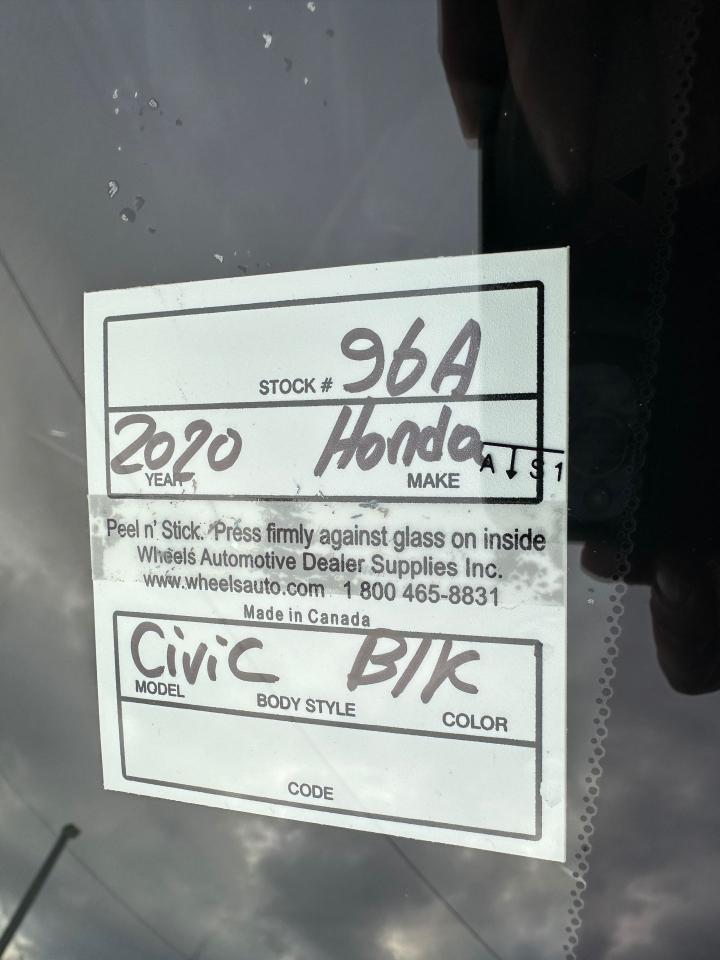 STOCK # 96A
2020 Honda
YEAR MAKE
A ↓ S 1
Peel n' Stick. Press firmly against glass on inside
Wheels Automotive Dealer Supplies Inc.
www.wheelsauto.com 1 800 465-8831
Made in Canada
Civic Blk
MODEL BODY STYLE COLOR
CODE